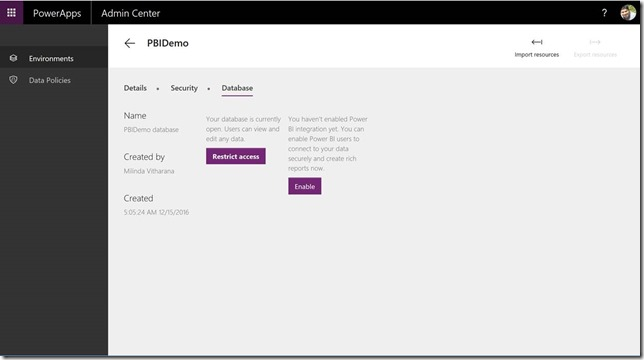 PowerApps
Admin Center
?
Environments
Data Policies
PBIDemo
Import resources
Export resources
Details • Security • Database
Name
PBIDemo database
Created by
Milinda Vitharana
Created
5:05:24 AM 12/15/2016
Your database is currently
open. Users can view and
edit any data.
Restrict access
You haven't enabled Power
BI integration yet. You can
enable Power BI users to
connect to your data
securely and create rich
reports now.
Enable